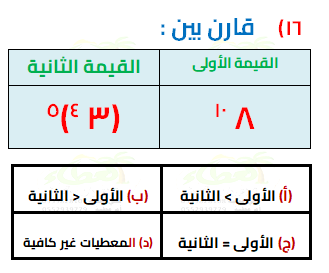 ١٦) قارن بين :
القيمة الأولى القيمة الثانية
٨ ^١٠ (٣ ^٤)^٥
(أ) الأولى > الثانية (ب) الأولى < الثانية
(ج) الأولى = الثانية (د) المعطيات غير كافية